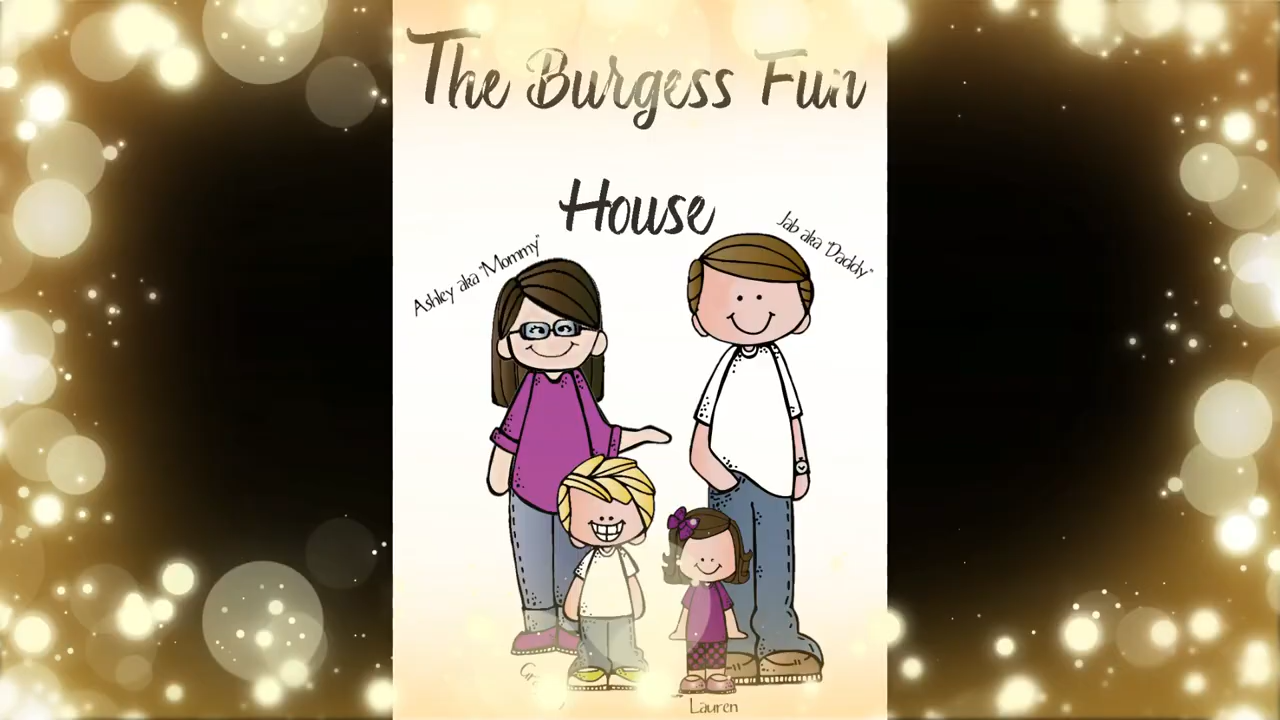 The Burgess Fun
House
Ashley aka "Mommy"
Jab aka "Daddy"
Lauren